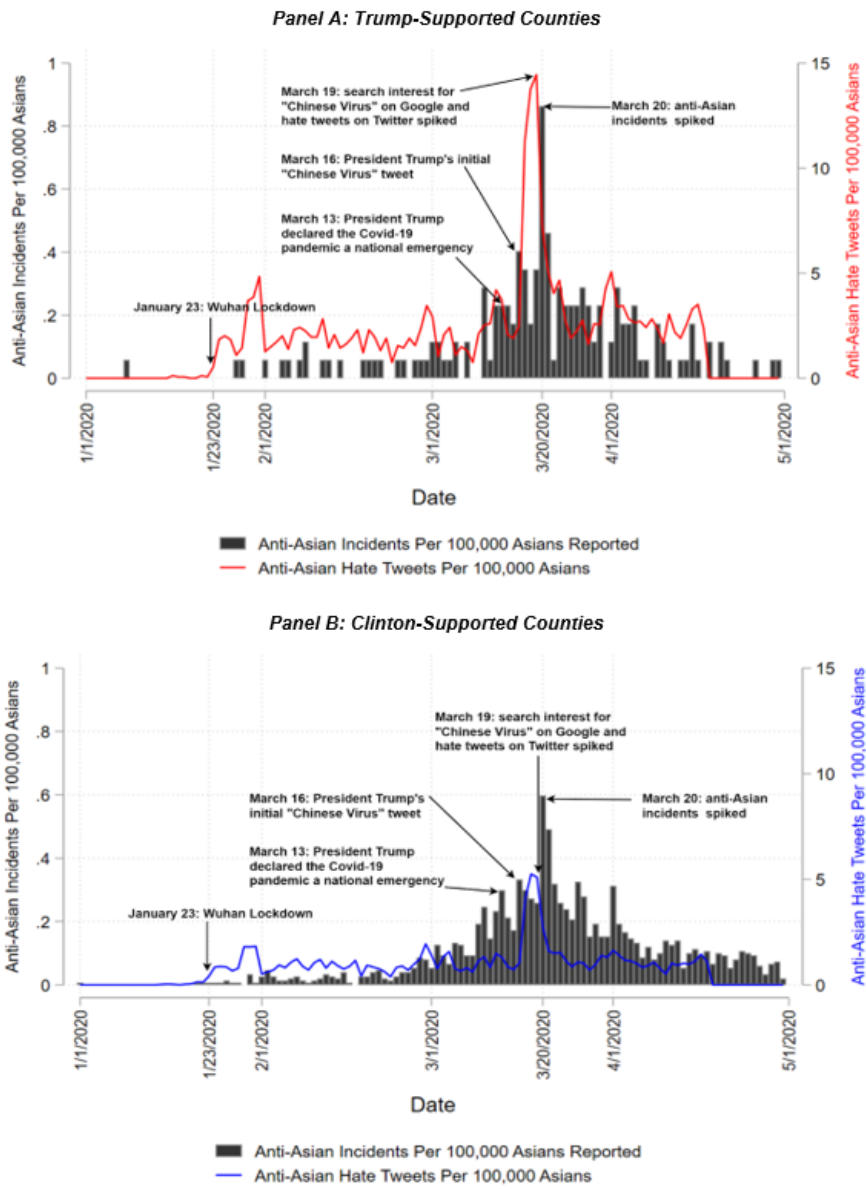 Panel A: Trump-Supported Counties
Anti-Asian Incidents Per 100,000 Asians
1
.8
.6
.4
.2
0
March 19: search interest for
"Chinese Virus" on Google and
hate tweets on Twitter spiked
March 20: anti-Asian
incidents spiked
March 16: President Trump's initial
"Chinese Virus" tweet
March 13: President Trump
declared the Covid-19
pandemic a national emergency
January 23: Wuhan Lockdown
15
10
5
0
Anti-Asian Hate Tweets Per 100,000 Asians
1/1/2020
1/23/2020
2/1/2020
3/1/2020
3/20/2020
4/1/2020
5/1/2020
Date
Anti-Asian Incidents Per 100,000 Asians Reported
Anti-Asian Hate Tweets Per 100,000 Asians
Panel B: Clinton-Supported Counties
Anti-Asian Incidents Per 100,000 Asians
1
.8
.6
.4
.2
0
March 19: search interest for
"Chinese Virus" on Google and
hate tweets on Twitter spiked
March 16: President Trump's
initial "Chinese Virus" tweet
March 20: anti-Asian
incidents spiked
March 13: President Trump
declared the Covid-19
pandemic a national emergency
January 23: Wuhan Lockdown
15
10
5
0
Anti-Asian Hate Tweets Per 100,000 Asians
1/1/2020
1/23/2020
2/1/2020
3/1/2020
3/20/2020
4/1/2020
5/1/2020
Date
Anti-Asian Incidents Per 100,000 Asians Reported
Anti-Asian Hate Tweets Per 100,000 Asians